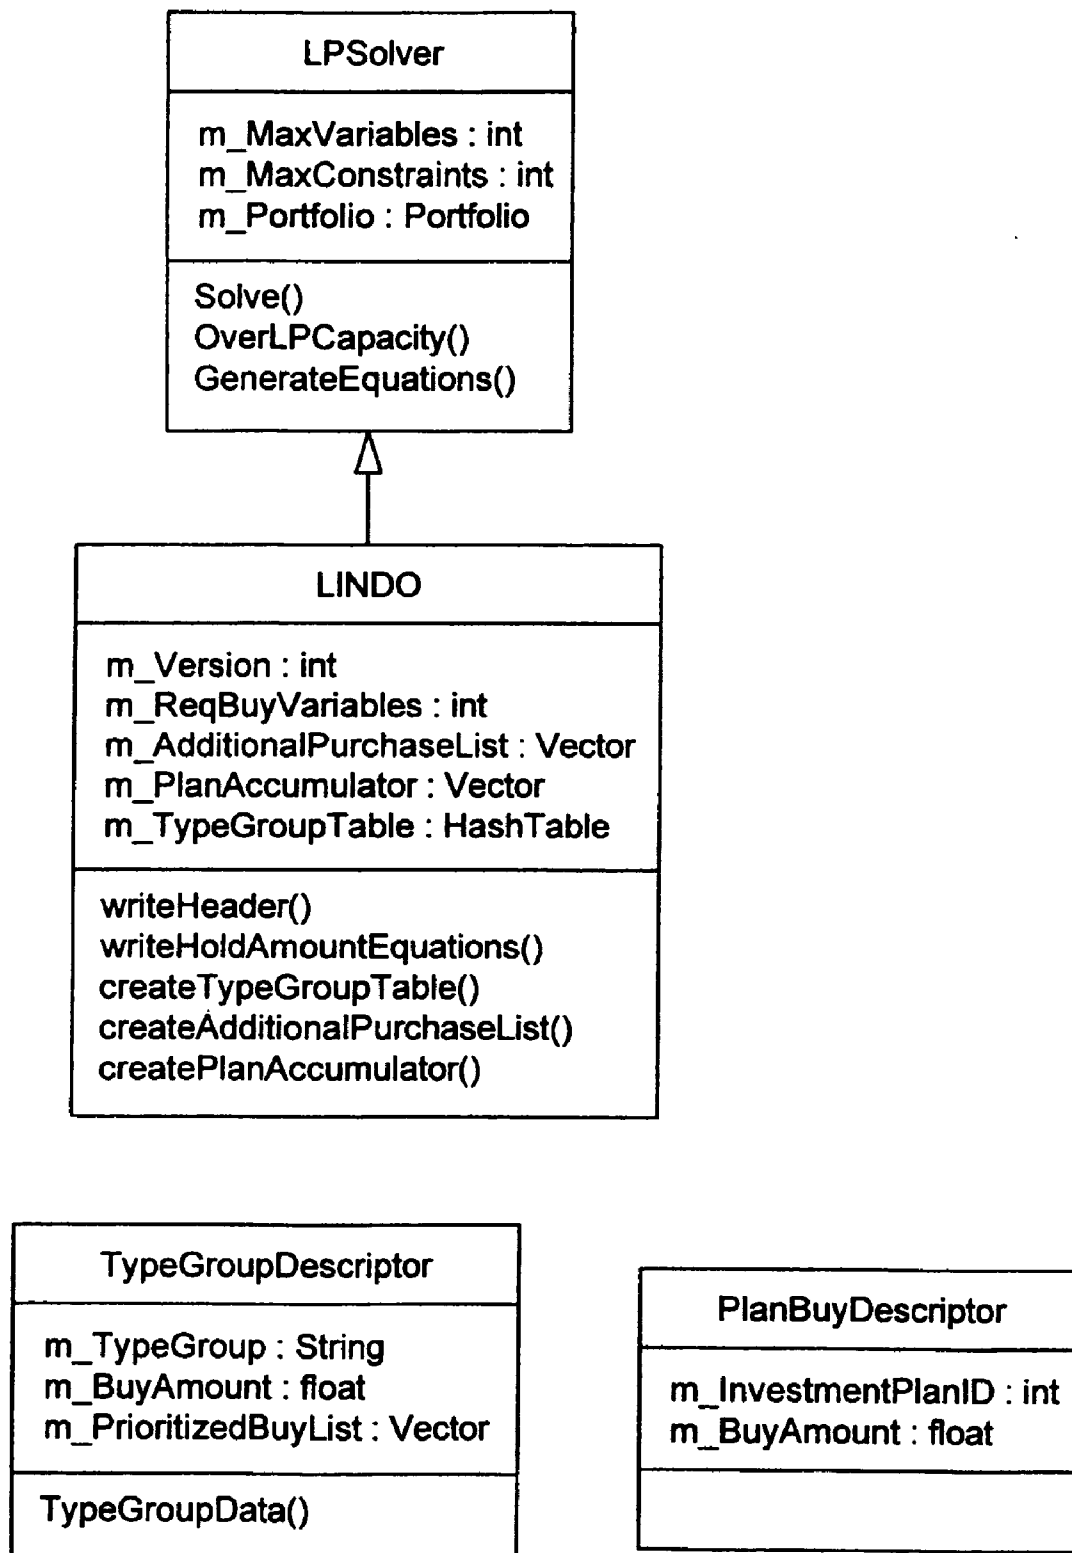 LPSolver
m_MaxVariables : int
m_MaxConstraints : int
m_Portfolio : Portfolio
Solve()
OverLPCapacity()
GenerateEquations()
LINDO
m_Version : int
m_ReqBuyVariables : int
m_AdditionalPurchaseList : Vector
m_PlanAccumulator : Vector
m_TypeGroupTable : HashTable
writeHeader()
writeHoldAmountEquations()
createTypeGroupTable()
createAdditionalPurchaseList()
createPlanAccumulator()
TypeGroupDescriptor
m_TypeGroup : String
m_BuyAmount : float
m_PrioritizedBuyList : Vector
TypeGroupData()
PlanBuyDescriptor
m_InvestmentPlanID : int
m_BuyAmount : float